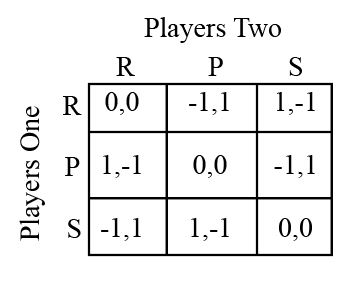 Players Two
R P S
Players One
R 0,0 -1,1 1,-1
P 1,-1 0,0 -1,1
S -1,1 1,-1 0,0